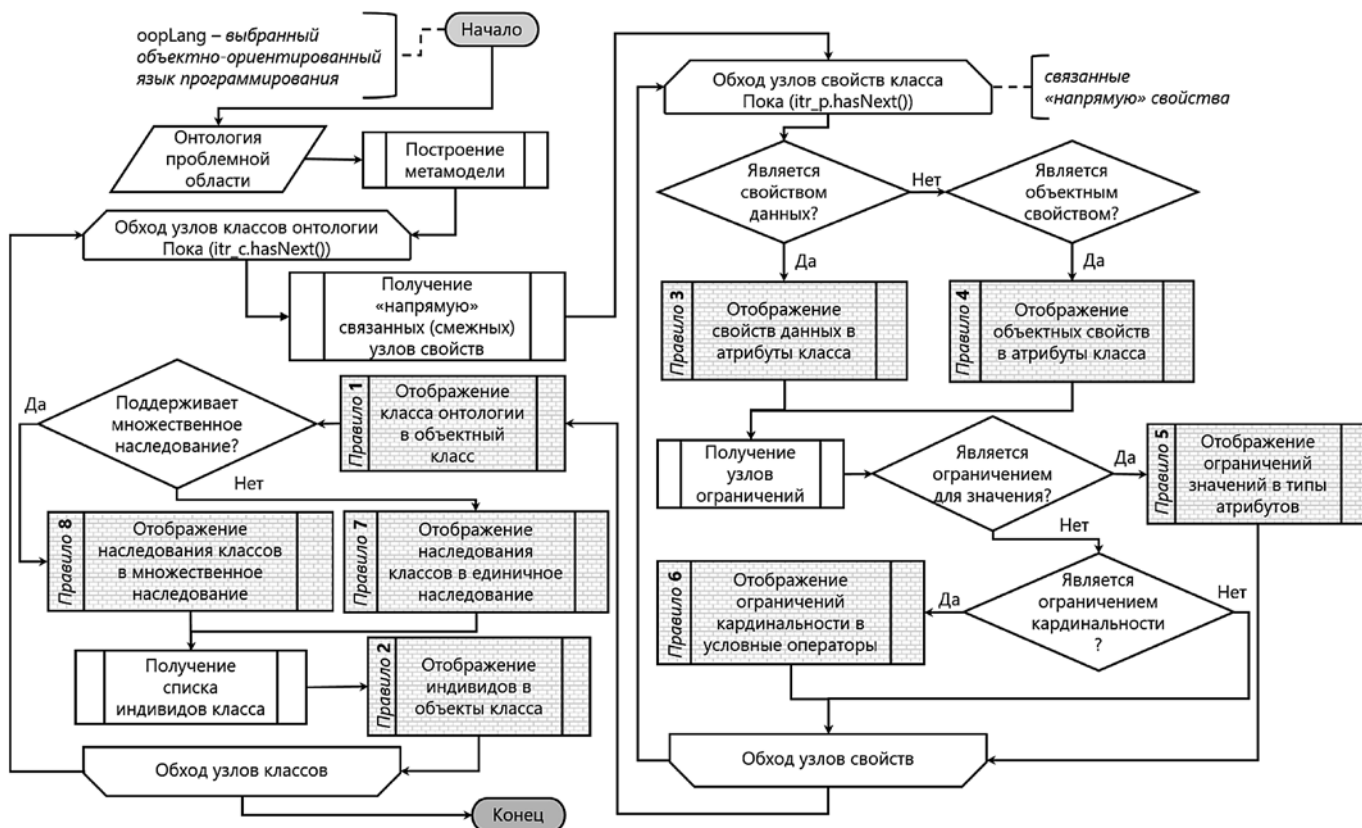 oopLang – выбранный
объектно-ориентированный
язык программирования
Начало
Онтология
проблемной
области
Построение
метамодели
Обход узлов классов онтологии
Пока (itr_c.hasNext())
Получение
«напрямую»
связанных (смежных)
узлов свойств
Обход узлов свойств класса
Пока (itr_p.hasNext())
связанные
«напрямую» свойства
Является
свойством
данных?
Нет
Является
объектным
свойством?
Да
Да
Правило 3
Отображение
свойств данных в
атрибуты класса
Правило 4
Отображение
объектных свойств
в атрибуты класса
Получение
узлов
ограничений
Является
ограничением
для значения?
Да
Правило 5
Отображение
ограничений
значений в типы
атрибутов
Нет
Является
ограничением
кардинальности
?
Нет
Да
Правило 6
Отображение
ограничений
кардинальности в
условные операторы
Обход узлов свойств
Правило 1
Отображение
класса онтологии
в объектный
класс
Поддерживает
множественное
наследование?
Да
Нет
Правило 8
Отображение
наследования классов
в множественное
наследование
Правило 7
Отображение
наследования
классов в единичное
наследование
Получение
списка
индивидов класса
Правило 2
Отображение
индивидов в
объекты класса
Обход узлов классов
Конец